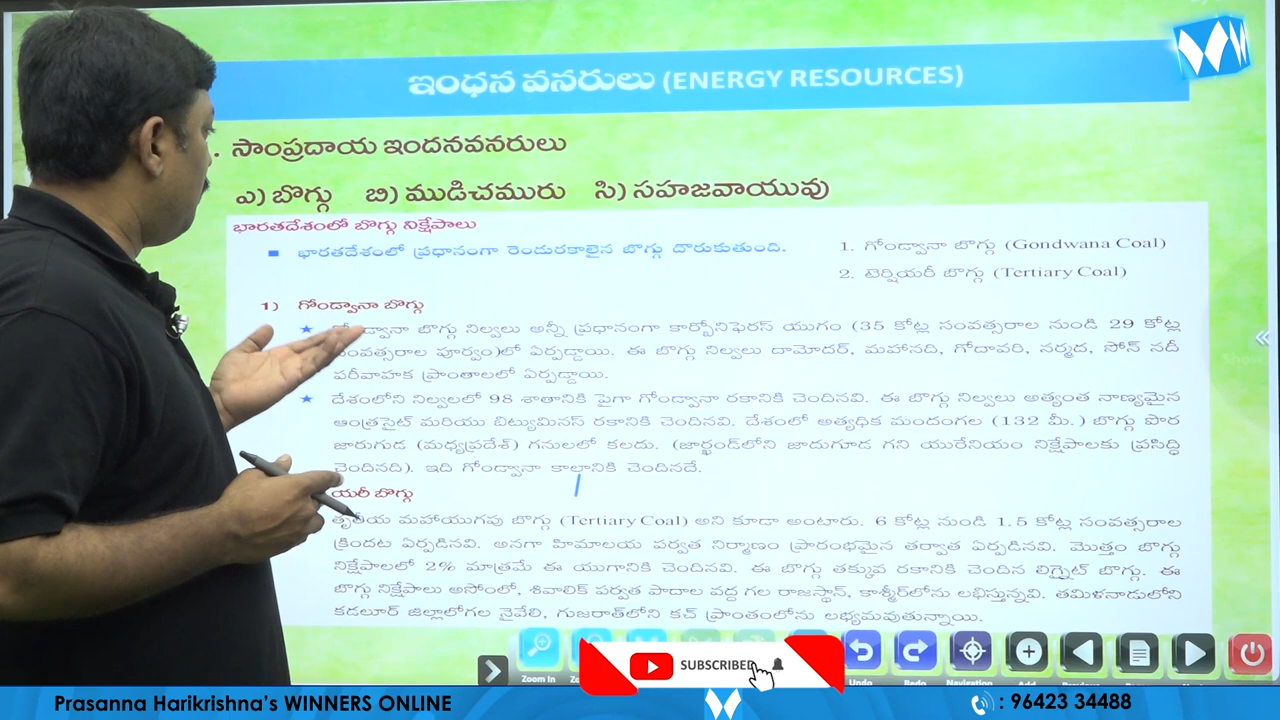 ఇంధన వనరులు (ENERGY RESOURCES)
. సాంప్రదాయ ఇందనవనరులు
ఎ) బొగ్గు బి) ముడిచమురు సి) సహజవాయువు
భారతదేశంలో బొగ్గు నిక్షేపాలు
■ భారతదేశంలో ప్రధానంగా రెండురకాలైన బొగ్గు దొరుకుతుంది.
1. గోండ్వానా బొగ్గు (Gondwana Coal)
2. టెర్షియరీ బొగ్గు (Tertiary Coal)
1) గోండ్వానా బొగ్గు
★ బొగ్గు నిల్వలు అన్నీ ప్రధానంగా కార్బోనిఫెరస్ యుగం (35 కోట్ల సంవత్సరాల నుండి 29 కోట్ల
సంవత్సరాల పూర్వం)లో ఏర్పడ్డాయి. ఈ బొగ్గు నిల్వలు దామోదర్, మహానది, గోదావరి, నర్మద, సోన్ నదీ
పరీవాహక ప్రాంతాలలో ఏర్పడ్డాయి.
★ దేశంలోని నిల్వలలో 98 శాతానికి పైగా గోండ్వానా రకానికి చెందినవి. ఈ బొగ్గు నిల్వలు అత్యంత నాణ్యమైన
ఆంత్రసైట్ మరియు బిట్యుమినస్ రకానికి చెందినవి. దేశంలో అత్యధిక మందంగల (132 మీ.) బొగ్గు పొర
జారుగుడ (మధ్యప్రదేశ్) గనులలో కలదు. (జార్ఖండ్‌లోని జాదుగూడ గని యురేనియం నిక్షేపాలకు ప్రసిద్ధి
చెందినది). ఇది గోండ్వానా కాలానికి చెందినదే.
యరీ బొగ్గు
తృతీయ మహాయుగపు బొగ్గు (Tertiary Coal) అని కూడా అంటారు. 6 కోట్ల నుండి 1.5 కోట్ల సంవత్సరాల
క్రిందట ఏర్పడినవి. అనగా హిమాలయ పర్వత నిర్మాణం ప్రారంభమైన తర్వాత ఏర్పడినవి. మొత్తం బొగ్గు
నిక్షేపాలలో 2% మాత్రమే ఈ యుగానికి చెందినవి. ఈ బొగ్గు తక్కువ రకానికి చెందిన లిగ్నైట్ బొగ్గు. ఈ
బొగ్గు నిక్షేపాలు అసోంలో, శివాలిక్ పర్వత పాదాల వద్ద గల రాజస్థాన్, కాశ్మీర్‌లోను లభిస్తున్నవి. తమిళనాడులోని
కడలూర్ జిల్లాలోగల నైవేలి, గుజరాత్‌లోని కచ్ ప్రాంతంలోను లభ్యమవుతున్నాయి.
Zoom In Undo Redo Navigation Add
SUBSCRIBED
Prasanna Harikrishna's WINNERS ONLINE
: 96423 34488